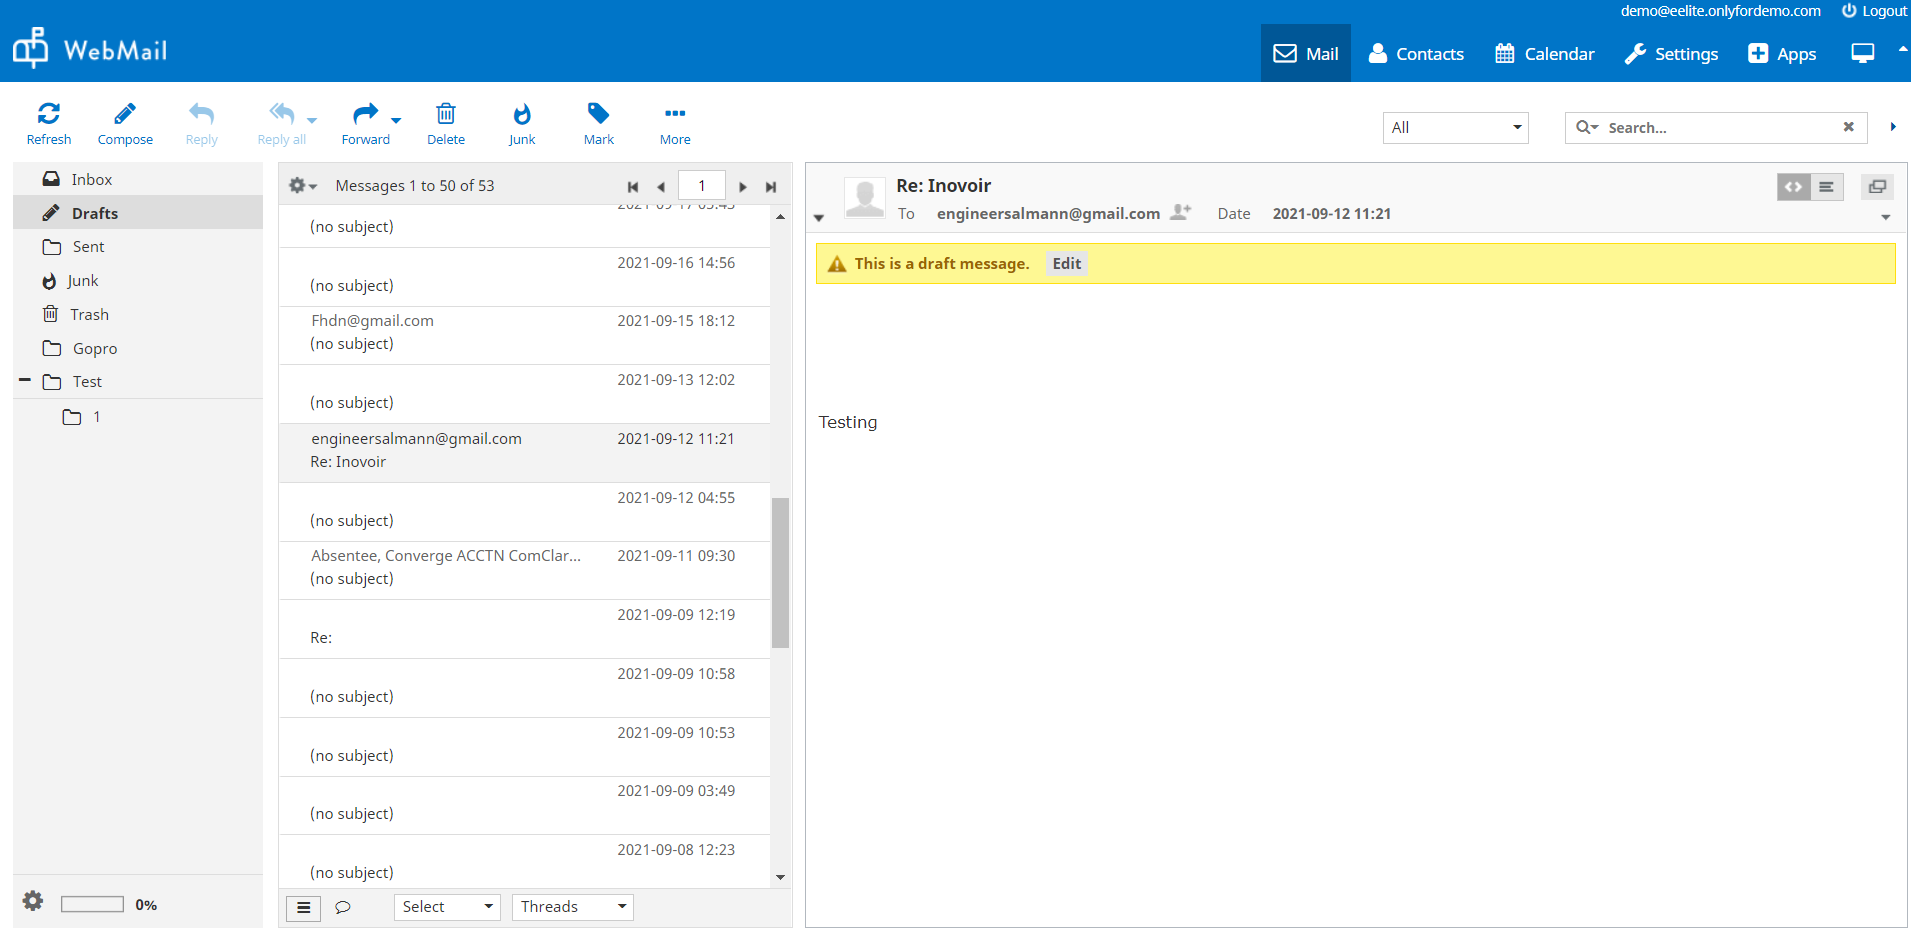 demo@eelite.onlyfordemo.com Logout
WebMail
Mail Contacts Calendar Settings Apps
Refresh Compose Reply Reply all Forward Delete Junk Mark More
All Search...
Inbox
Drafts
Sent
Junk
Trash
Gopro
Test
1
0%
Messages 1 to 50 of 53 1
(no subject)
2021-09-16 14:56
(no subject)
Fhdn@gmail.com 2021-09-15 18:12
(no subject)
2021-09-13 12:02
(no subject)
engineersalmann@gmail.com 2021-09-12 11:21
Re: Inovoir
2021-09-12 04:55
(no subject)
Absentee, Converge ACCTN ComClar... 2021-09-11 09:30
(no subject)
2021-09-09 12:19
Re:
2021-09-09 10:58
(no subject)
2021-09-09 10:53
(no subject)
2021-09-09 03:49
(no subject)
2021-09-08 12:23
(no subject)
Select Threads
Re: Inovoir
To engineersalmann@gmail.com Date 2021-09-12 11:21
This is a draft message. Edit
Testing